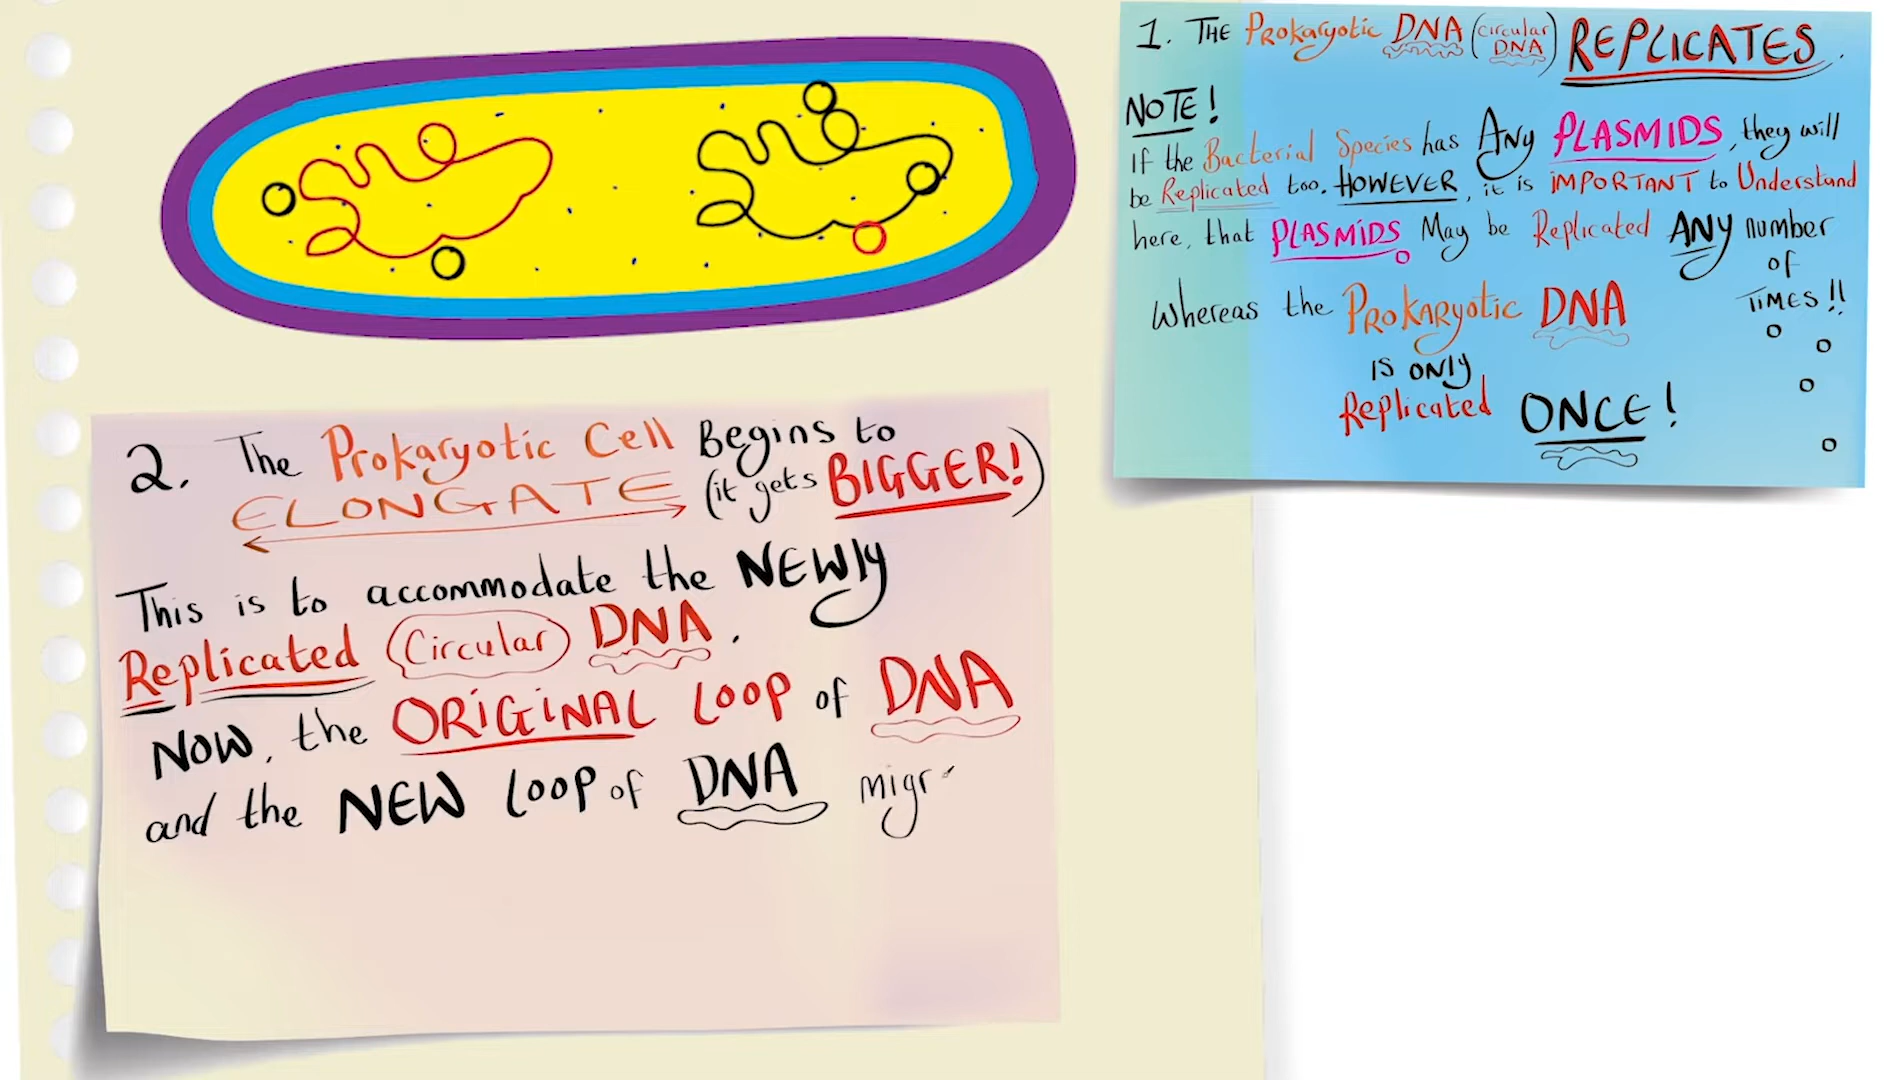 1. THE Prokaryotic DNA (circular DNA) REPLICATES.
NOTE!
If the Bacterial Species has ANY PLASMIDS, they will
be Replicated too. HOWEVER, it is IMPORTANT to Understand
here, that PLASMIDS May be Replicated ANY number
of
TIMES!!
Whereas the PROKARYOTIC DNA
is ONLY
Replicated ONCE!
2. The Prokaryotic Cell Begins to
ELONGATE (it gets BIGGER!)
This is to accommodate the NEWly
Replicated (Circular) DNA.
NOW, the ORIGINAL LOOP of DNA
and the NEW LOOP of DNA migr